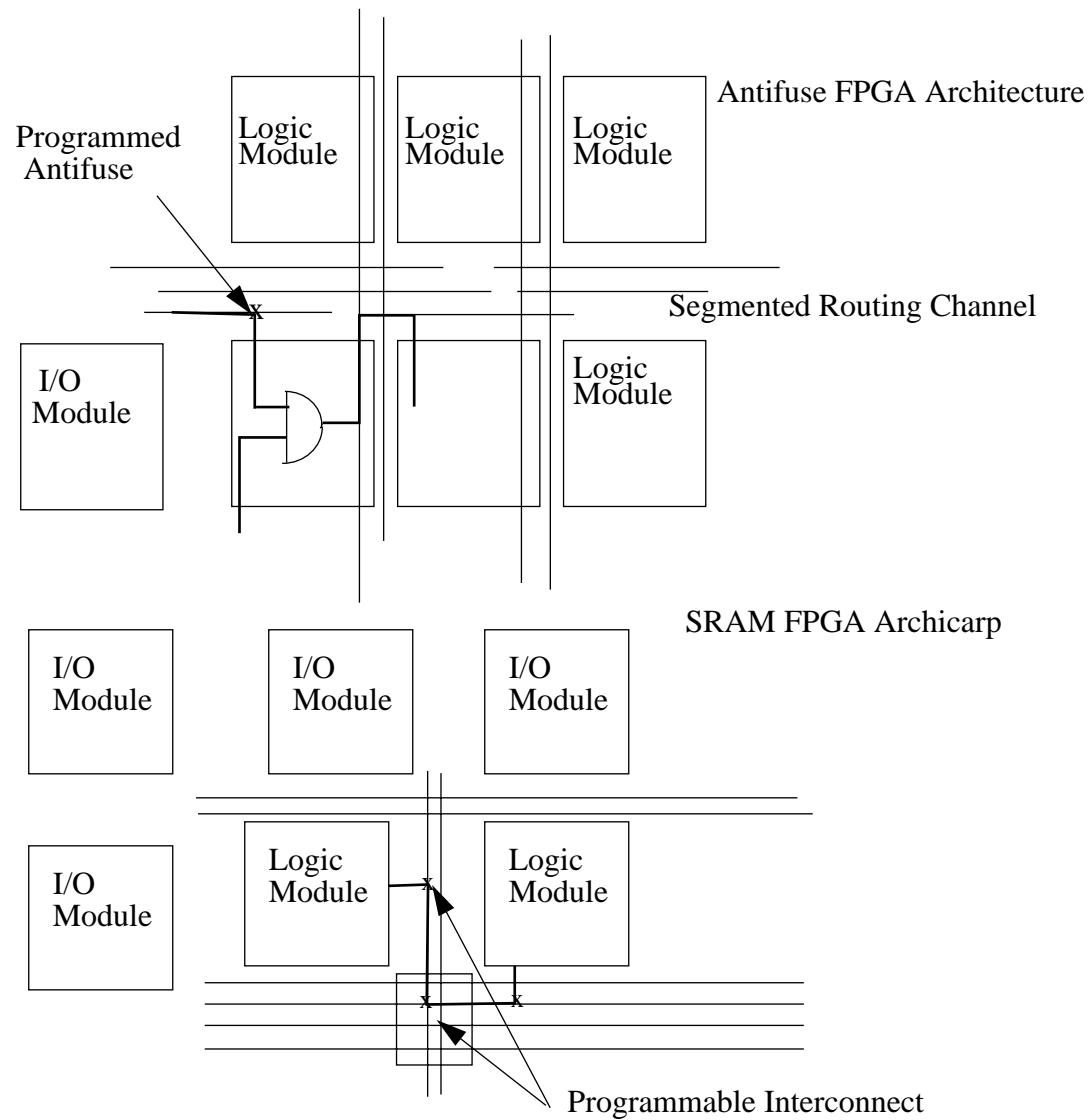 Antifuse FPGA Architecture
Programmed
Antifuse
Logic
Module
Logic
Module
Logic
Module
x
Segmented Routing Channel
I/O
Module
Logic
Module
SRAM FPGA Archicarp
I/O
Module
I/O
Module
I/O
Module
I/O
Module
Logic
Module
Logic
Module
x
x
x
Programmable Interconnect